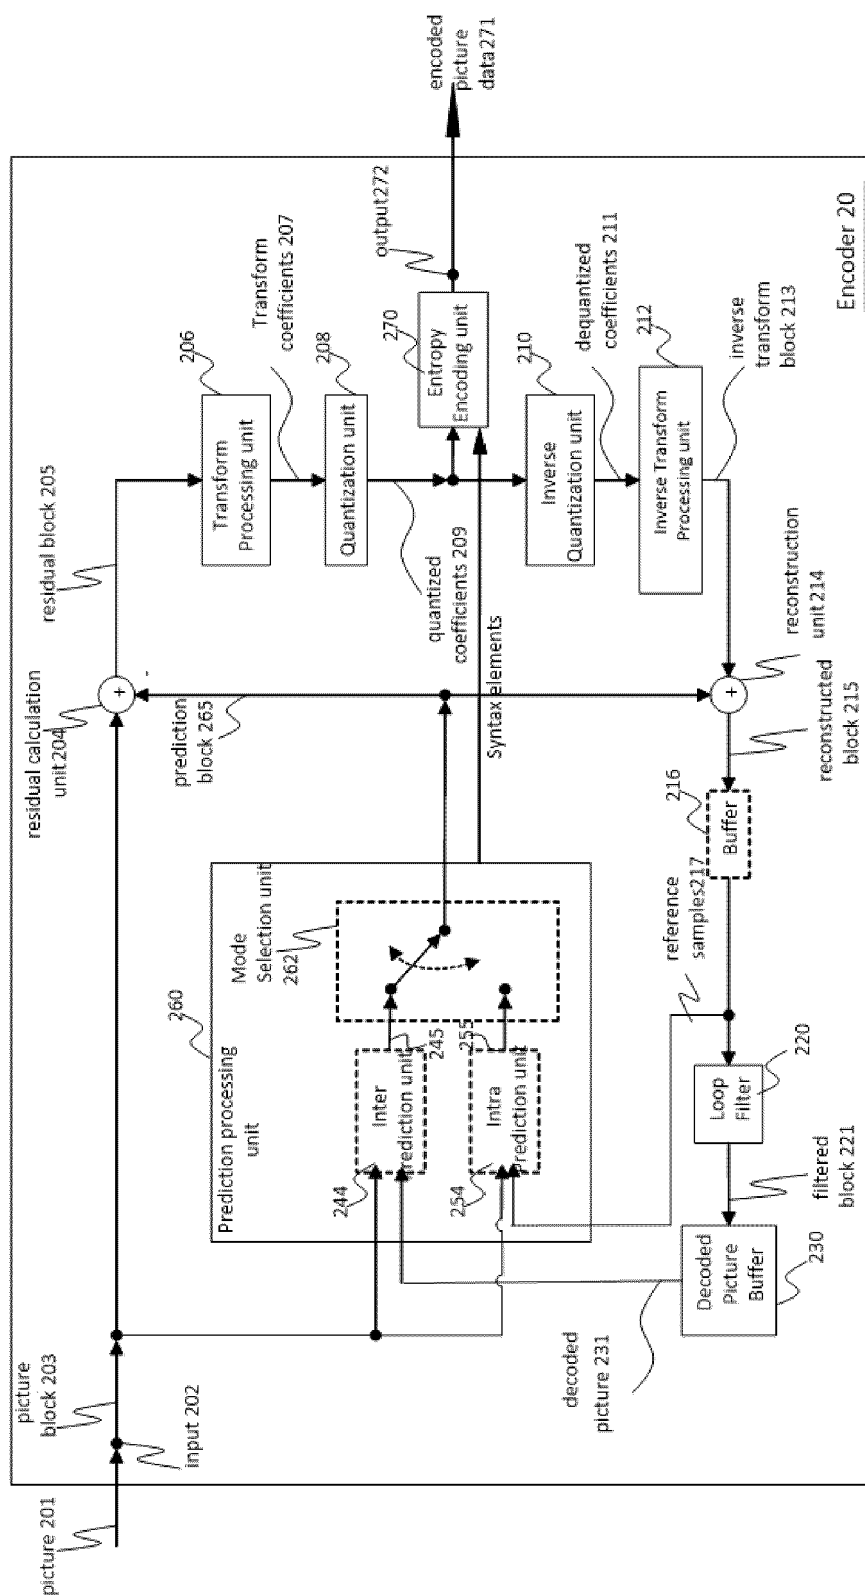 picture 201
input 202
picture
block 203
residual calculation
unit 204
residual block 205
206
Transform
Processing unit
Transform
coefficients 207
208
Quantization unit
quantized
coefficients 209
270
Entropy
Encoding unit
output 272
encoded
picture
data 271
prediction
block 265
Syntax elements
260
Prediction processing
unit
Mode
Selection unit
262
244
Inter
Prediction unit
245
254
Intra
Prediction unit
255
210
Inverse
Quantization unit
dequantized
coefficients 211
212
Inverse Transform
Processing unit
inverse
transform
block 213
reconstruction
unit 214
reconstructed
block 215
216
Buffer
reference
samples 217
220
Loop
Filter
filtered
block 221
230
Decoded
Picture
Buffer
decoded
picture 231
+
-
+
Encoder 20